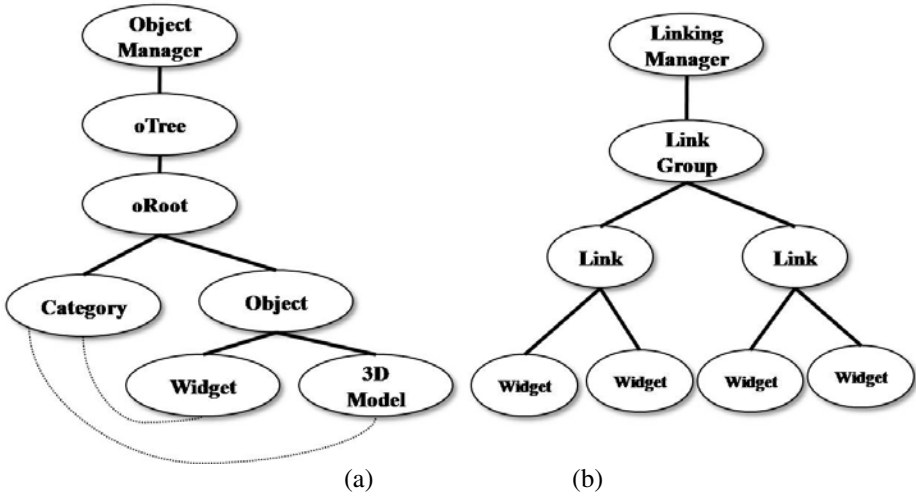 Object
Manager
oTree
oRoot
Category
Object
Widget
3D
Model
(a)
Linking
Manager
Link
Group
Link
Link
Widget
Widget
Widget
Widget
(b)